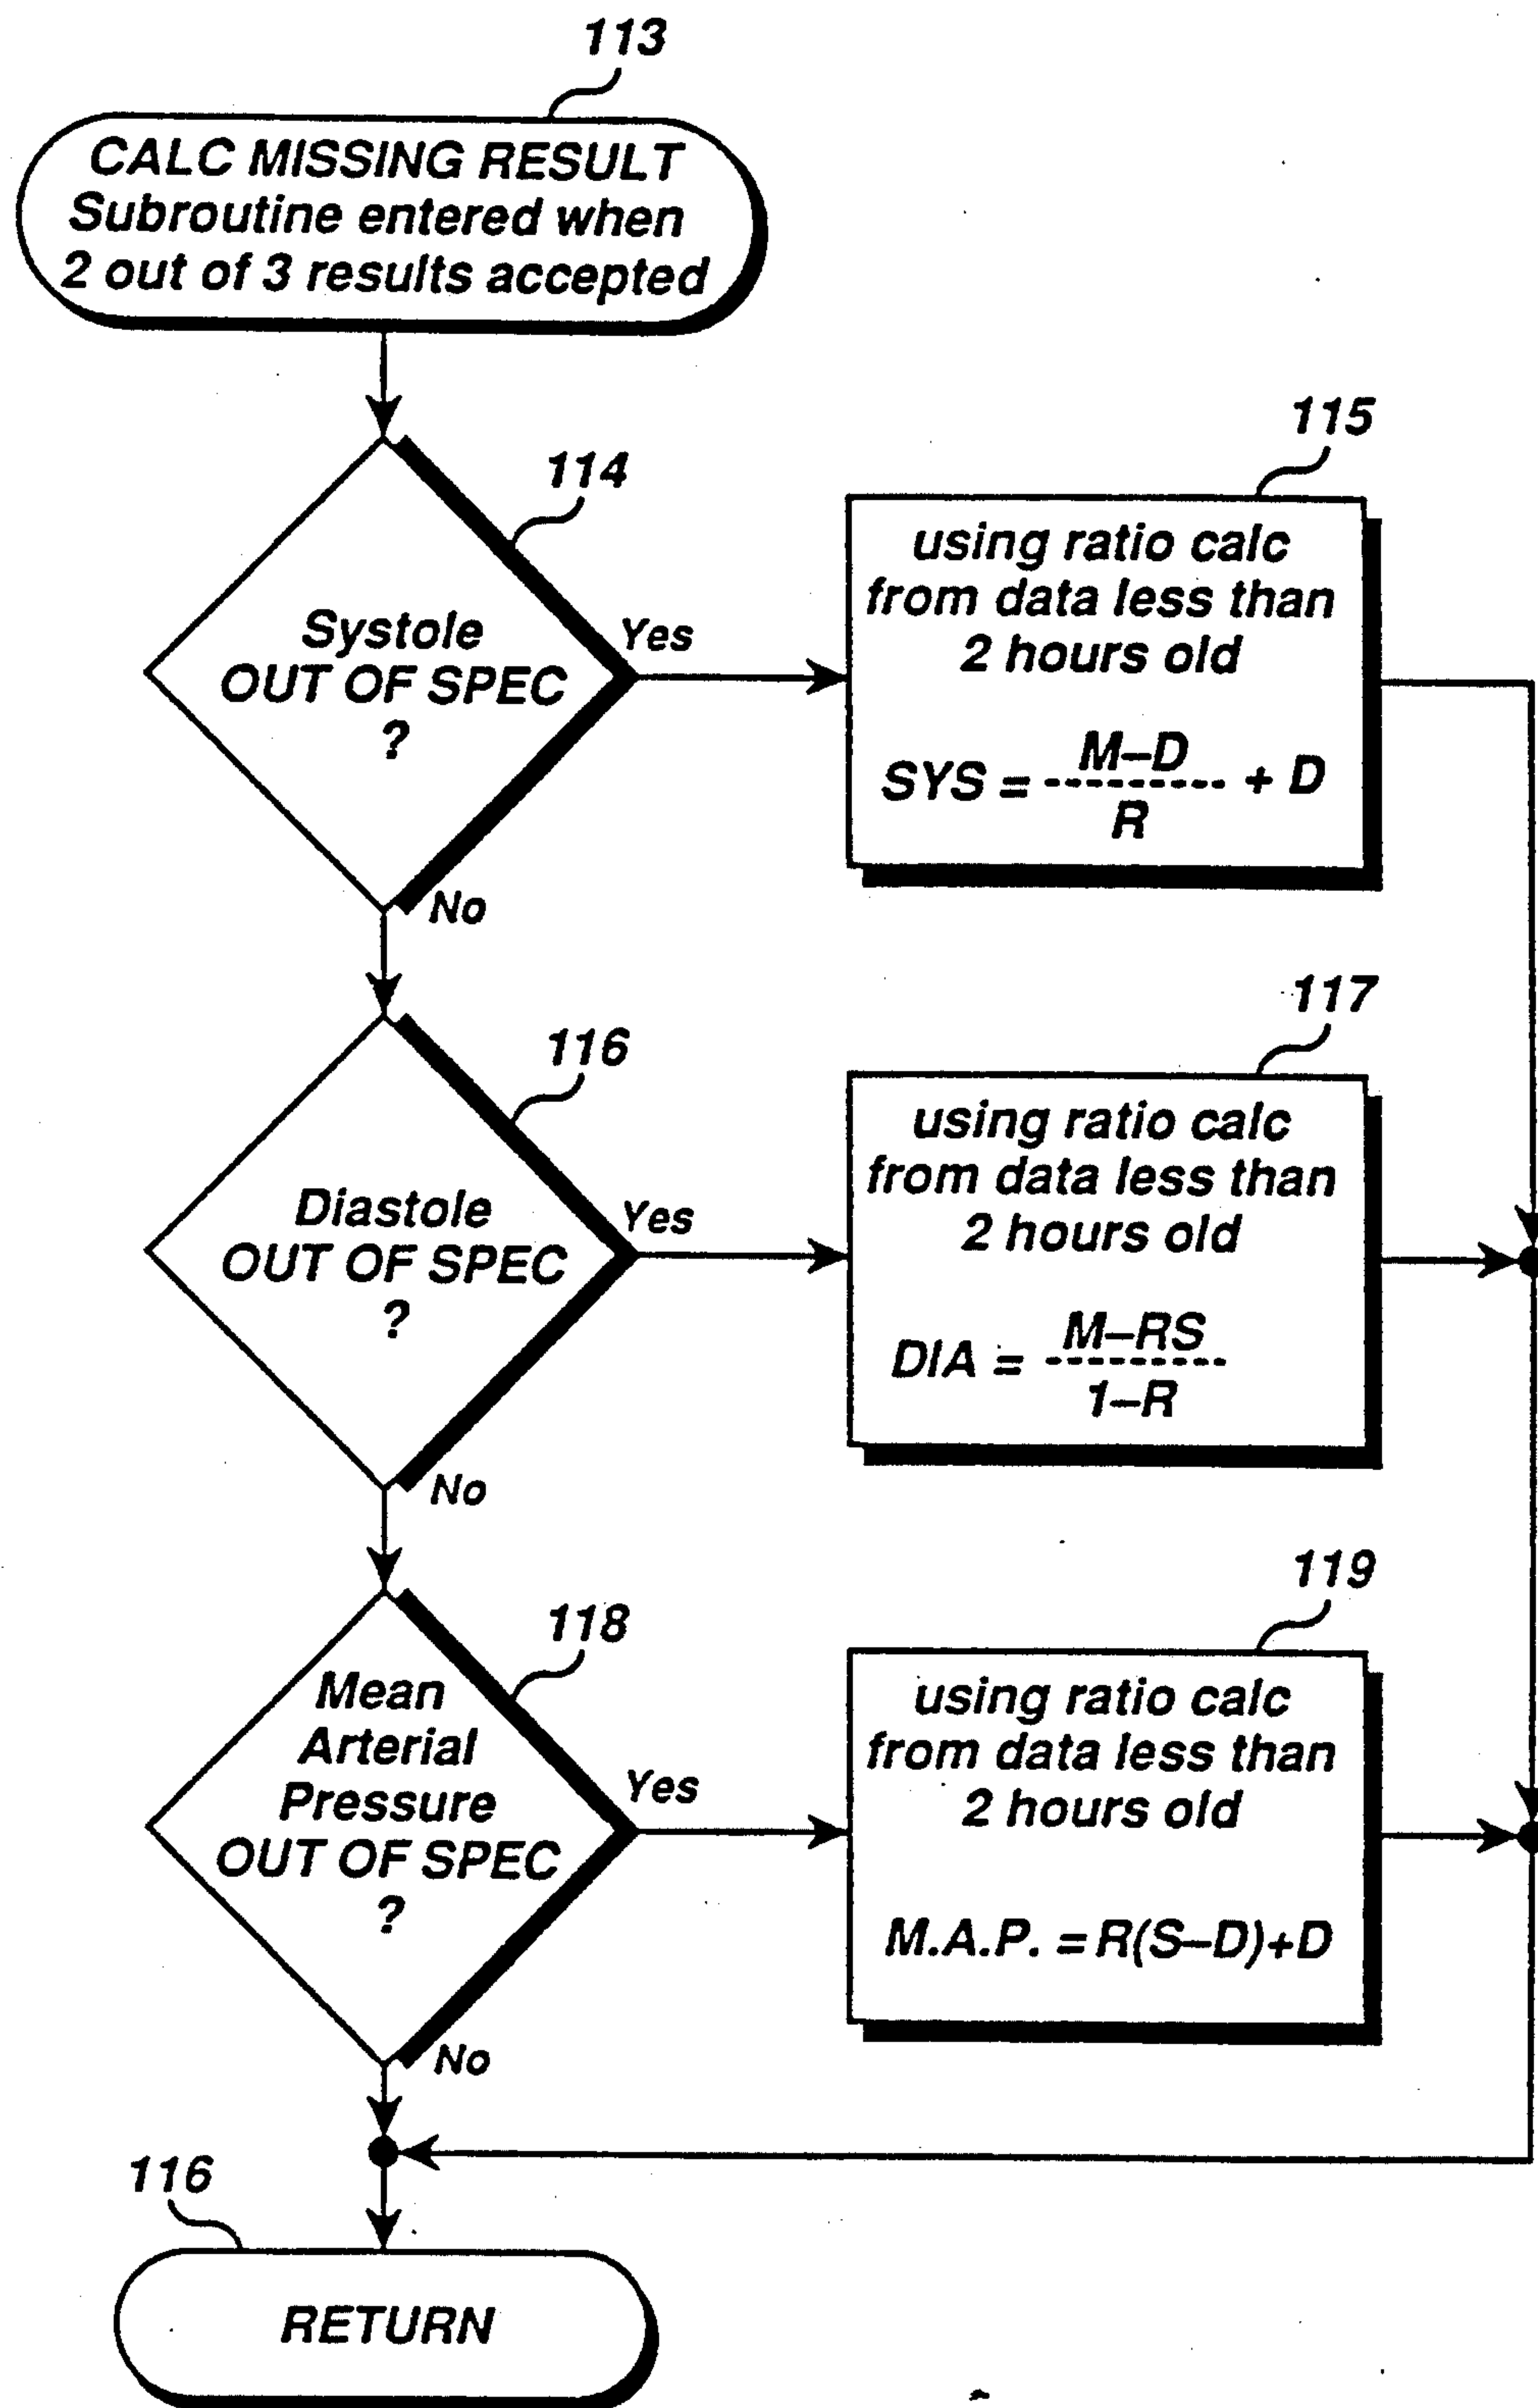 113
CALC MISSING RESULT
Subroutine entered when
2 out of 3 results accepted
114
Systole
OUT OF SPEC
?
Yes
No
115
using ratio calc
from data less than
2 hours old
M–D
SYS = --------- + D
R
116
Diastole
OUT OF SPEC
?
Yes
No
117
using ratio calc
from data less than
2 hours old
M–RS
DIA = ---------
1–R
118
Mean
Arterial
Pressure
OUT OF SPEC
?
Yes
No
119
using ratio calc
from data less than
2 hours old
M.A.P. = R(S–D)+D
116
RETURN